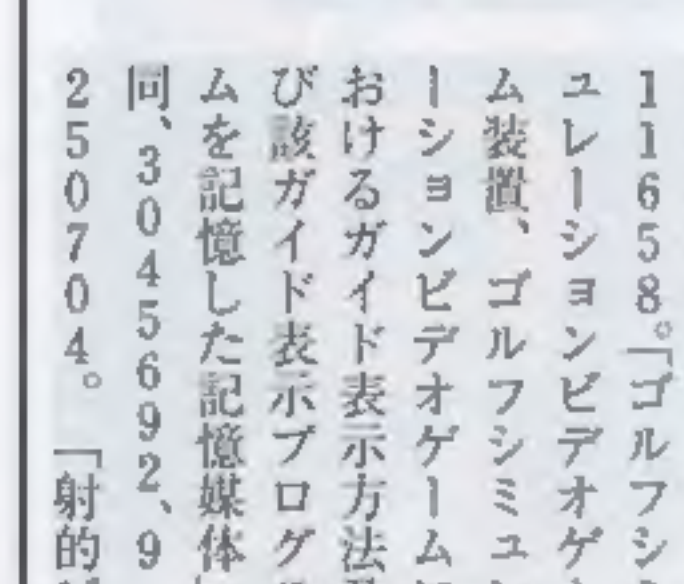 11658。「ゴルフシ
ュレーションビデオゲ
ム装置、ゴルフシミュ
ーションビデオゲーム
おけるガイド表示方法
び該ガイド表示プログ
ムを記憶した記憶媒体
同、3045692、9
250704。「射的